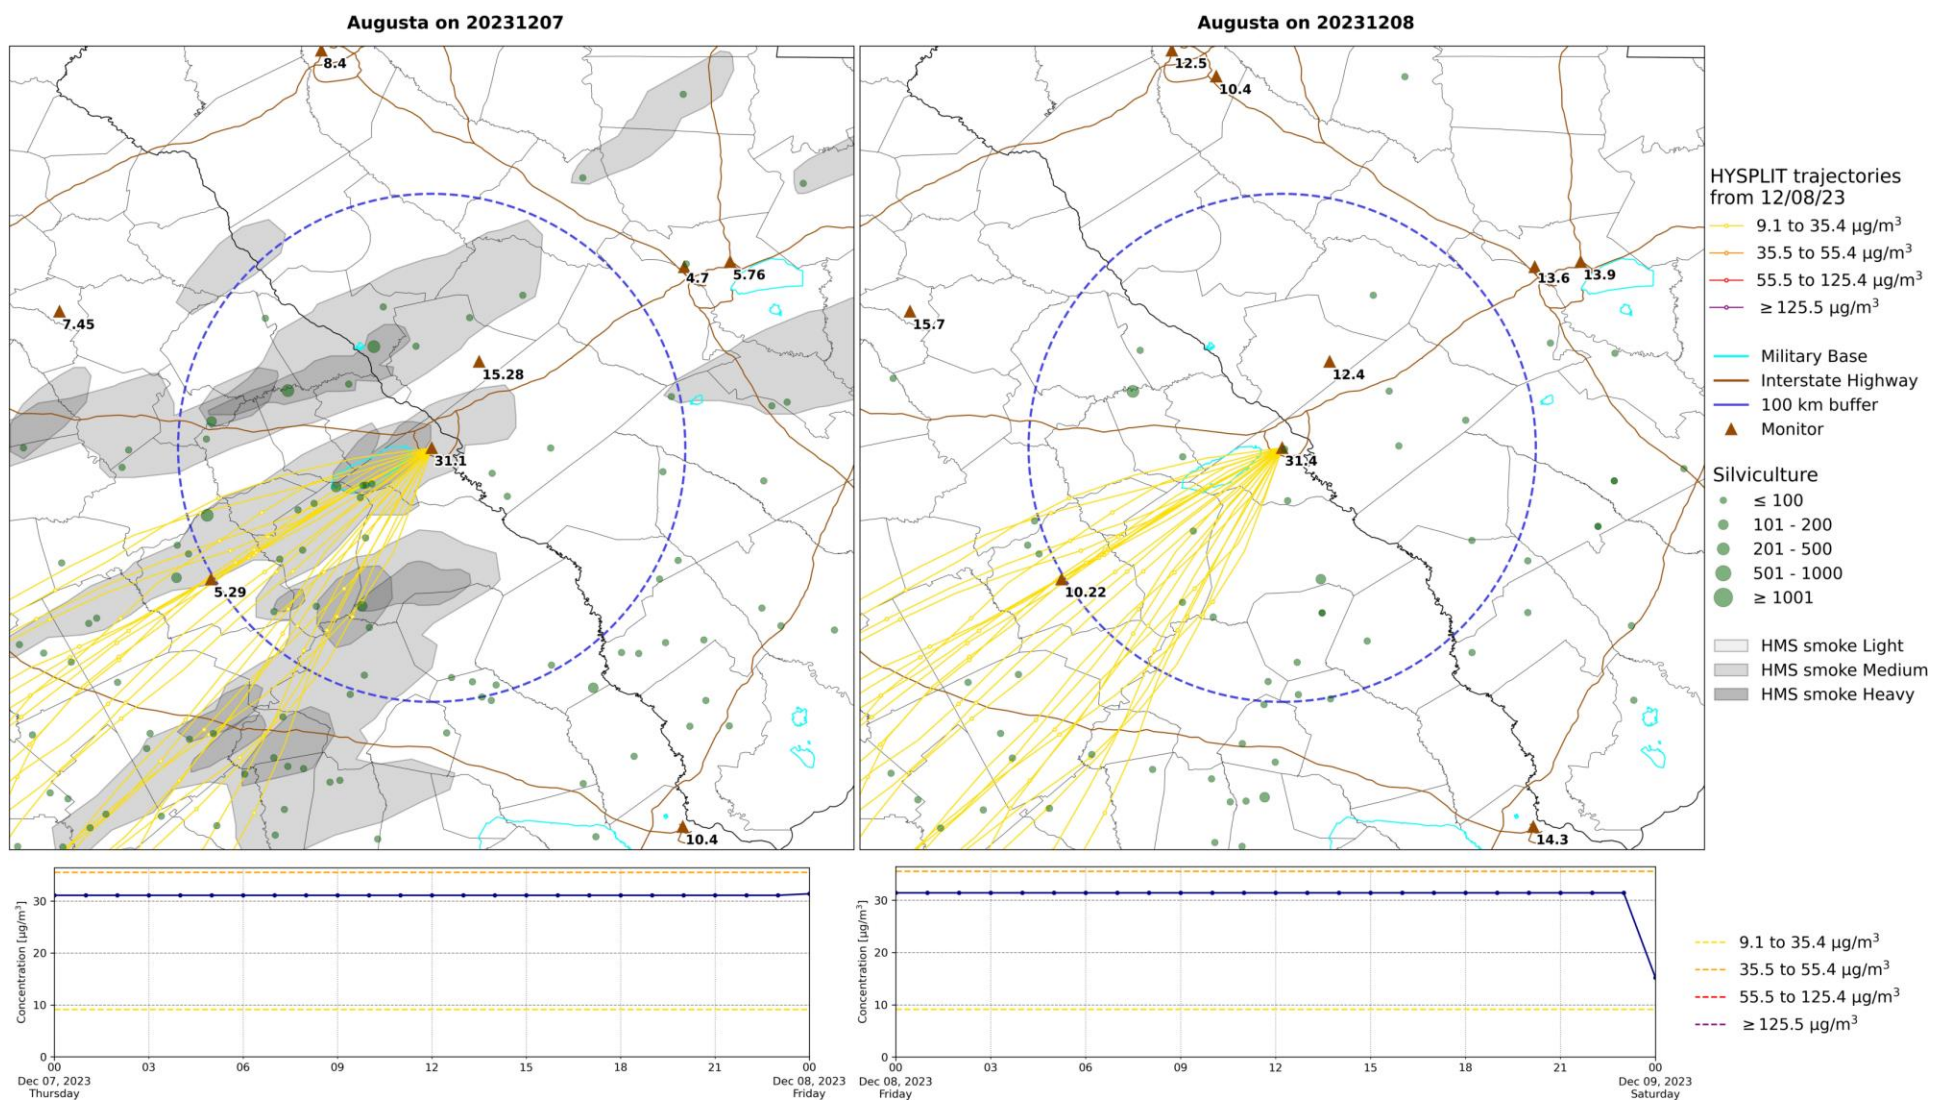 Augusta on 20231207
8.4
7.45
4.7
5.76
15.28
31.1
5.29
10.4
Augusta on 20231208
12.5
10.4
15.7
13.6
13.9
12.4
31.4
10.22
14.3
HYSPLIT trajectories
from 12/08/23
9.1 to 35.4 μg/m³
35.5 to 55.4 μg/m³
55.5 to 125.4 μg/m³
≥ 125.5 μg/m³
Military Base
Interstate Highway
100 km buffer
Monitor
Silviculture
≤ 100
101 - 200
201 - 500
501 - 1000
≥ 1001
HMS smoke Light
HMS smoke Medium
HMS smoke Heavy
Concentration [μg/m³]
30
20
10
0
00 03 06 09 12 15 18 21 00
Dec 07, 2023 Dec 08, 2023
Thursday Friday
Concentration [μg/m³]
30
20
10
0
00 03 06 09 12 15 18 21 00
Dec 08, 2023 Dec 09, 2023
Friday Saturday
9.1 to 35.4 μg/m³
35.5 to 55.4 μg/m³
55.5 to 125.4 μg/m³
≥ 125.5 μg/m³